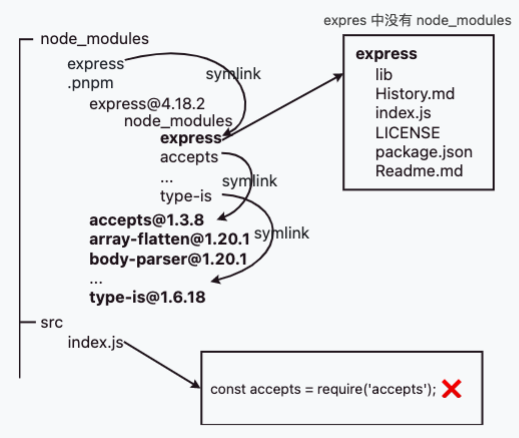 expres 中没有 node_modules
node_modules
express
.pnpm
symlink
express@4.18.2
node_modules
express
accepts
...
symlink
type-is
accepts@1.3.8
array-flatten@1.20.1
symlink
body-parser@1.20.1
...
type-is@1.6.18
express
lib
History.md
index.js
LICENSE
package.json
Readme.md
src
index.js
const accepts = require('accepts'); ❌